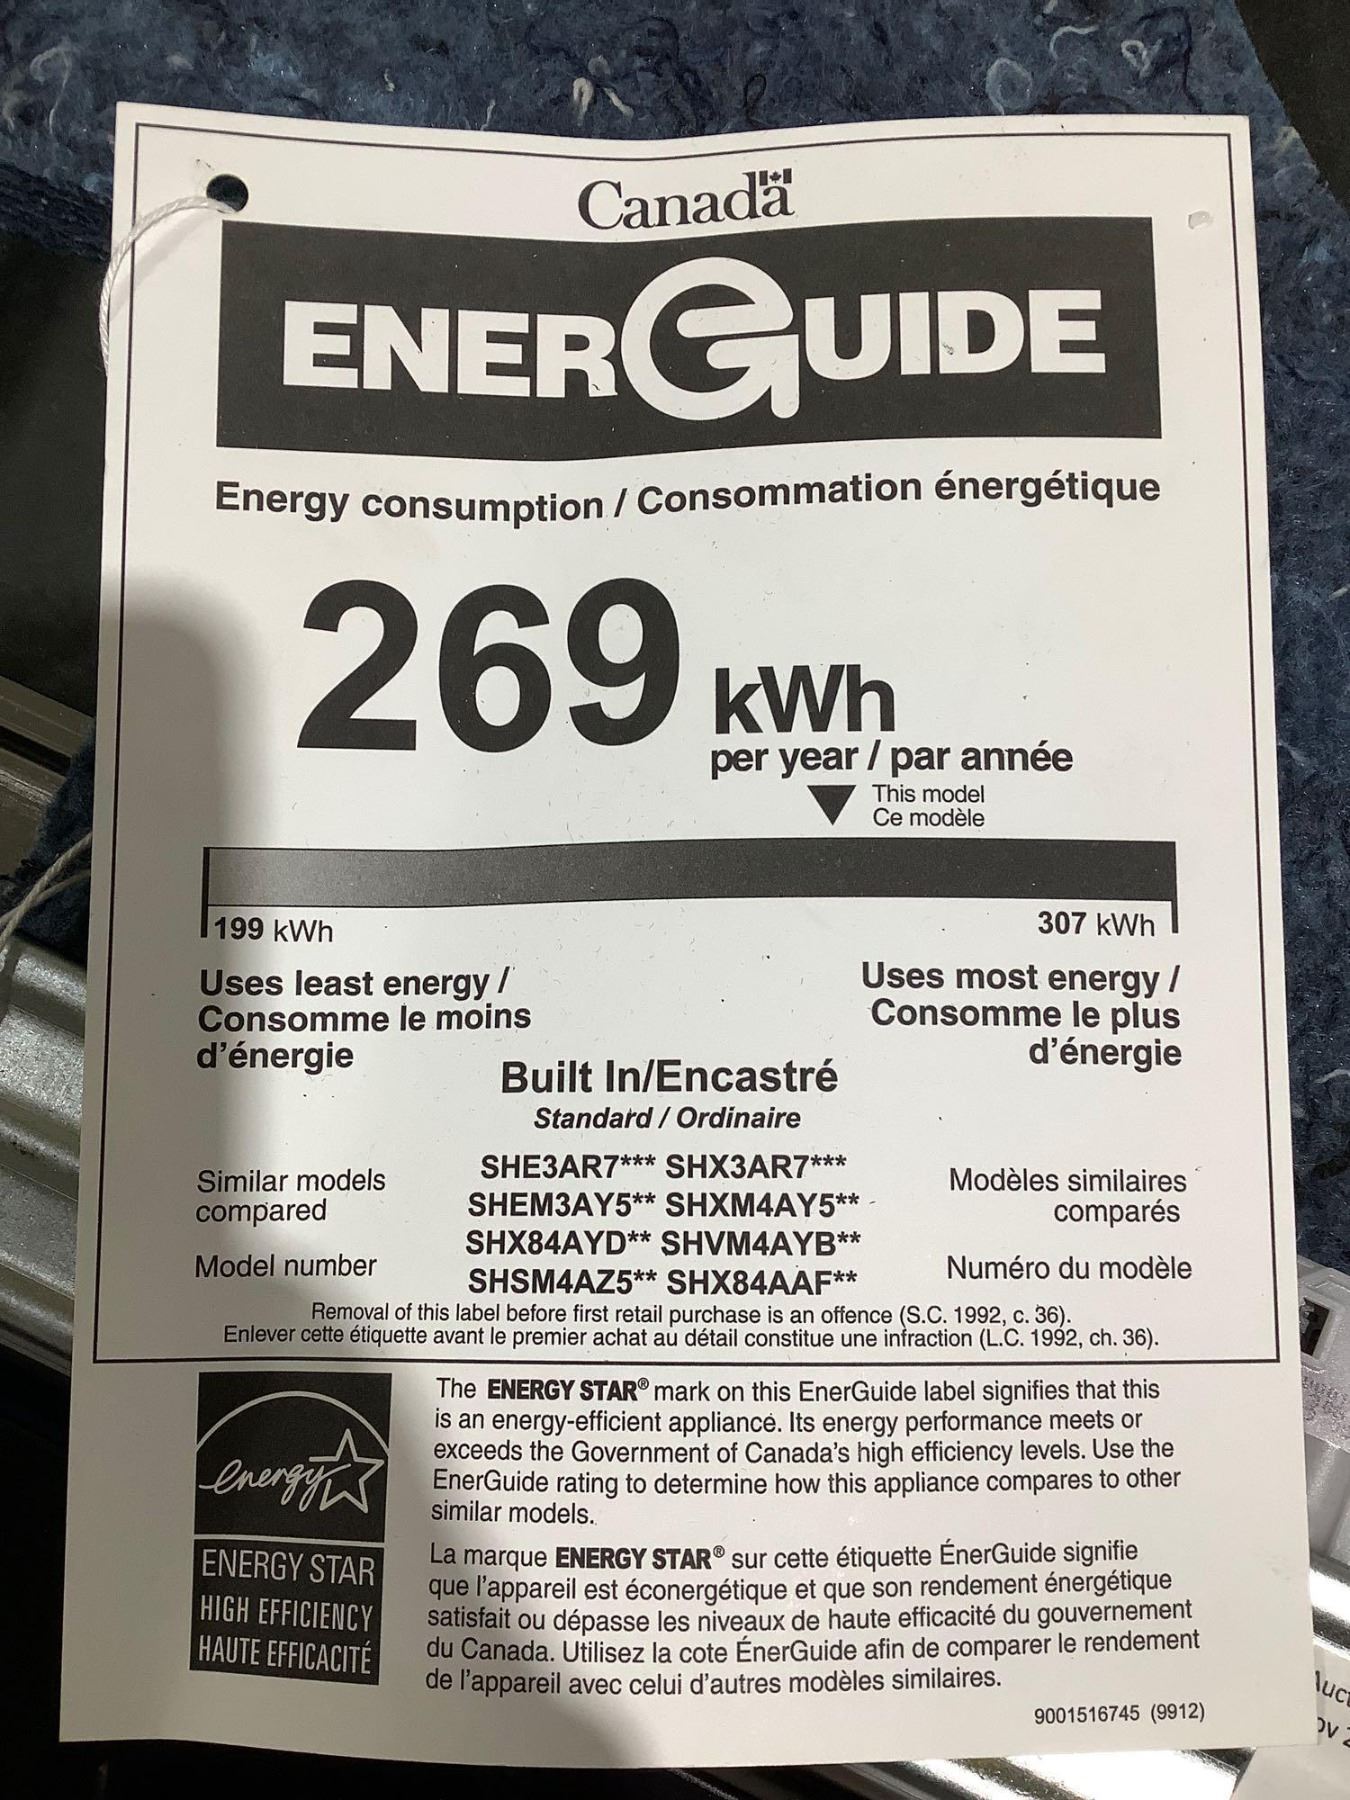 Canada
ENERGUIDE
Energy consumption / Consommation énergétique
269 kWh
per year / par année
This model
Ce modèle
199 kWh
307 kWh
Uses least energy /
Consomme le moins
d'énergie
Uses most energy /
Consomme le plus
d'énergie
Built In/Encastré
Standard / Ordinaire
Similar models
compared
Model number
SHE3AR7*** SHX3AR7***
SHEM3AY5** SHXM4AY5**
SHX84AYD** SHVM4AYB**
SHSM4AZ5** SHX84AAF**
Modèles similaires
comparés
Numéro du modèle
Removal of this label before first retail purchase is an offence (S.C. 1992, c. 36).
Enlever cette étiquette avant le premier achat au détail constitue une infraction (L.C. 1992, ch. 36).
energy
ENERGY STAR
HIGH EFFICIENCY
HAUTE EFFICACITÉ
The ENERGY STAR® mark on this EnerGuide label signifies that this
is an energy-efficient appliance. Its energy performance meets or
exceeds the Government of Canada's high efficiency levels. Use the
EnerGuide rating to determine how this appliance compares to other
similar models.
La marque ENERGY STAR® sur cette étiquette ÉnerGuide signifie
que l'appareil est éconergétique et que son rendement énergétique
satisfait ou dépasse les niveaux de haute efficacité du gouvernement
du Canada. Utilisez la cote ÉnerGuide afin de comparer le rendement
de l'appareil avec celui d'autres modèles similaires.
9001516745 (9912)